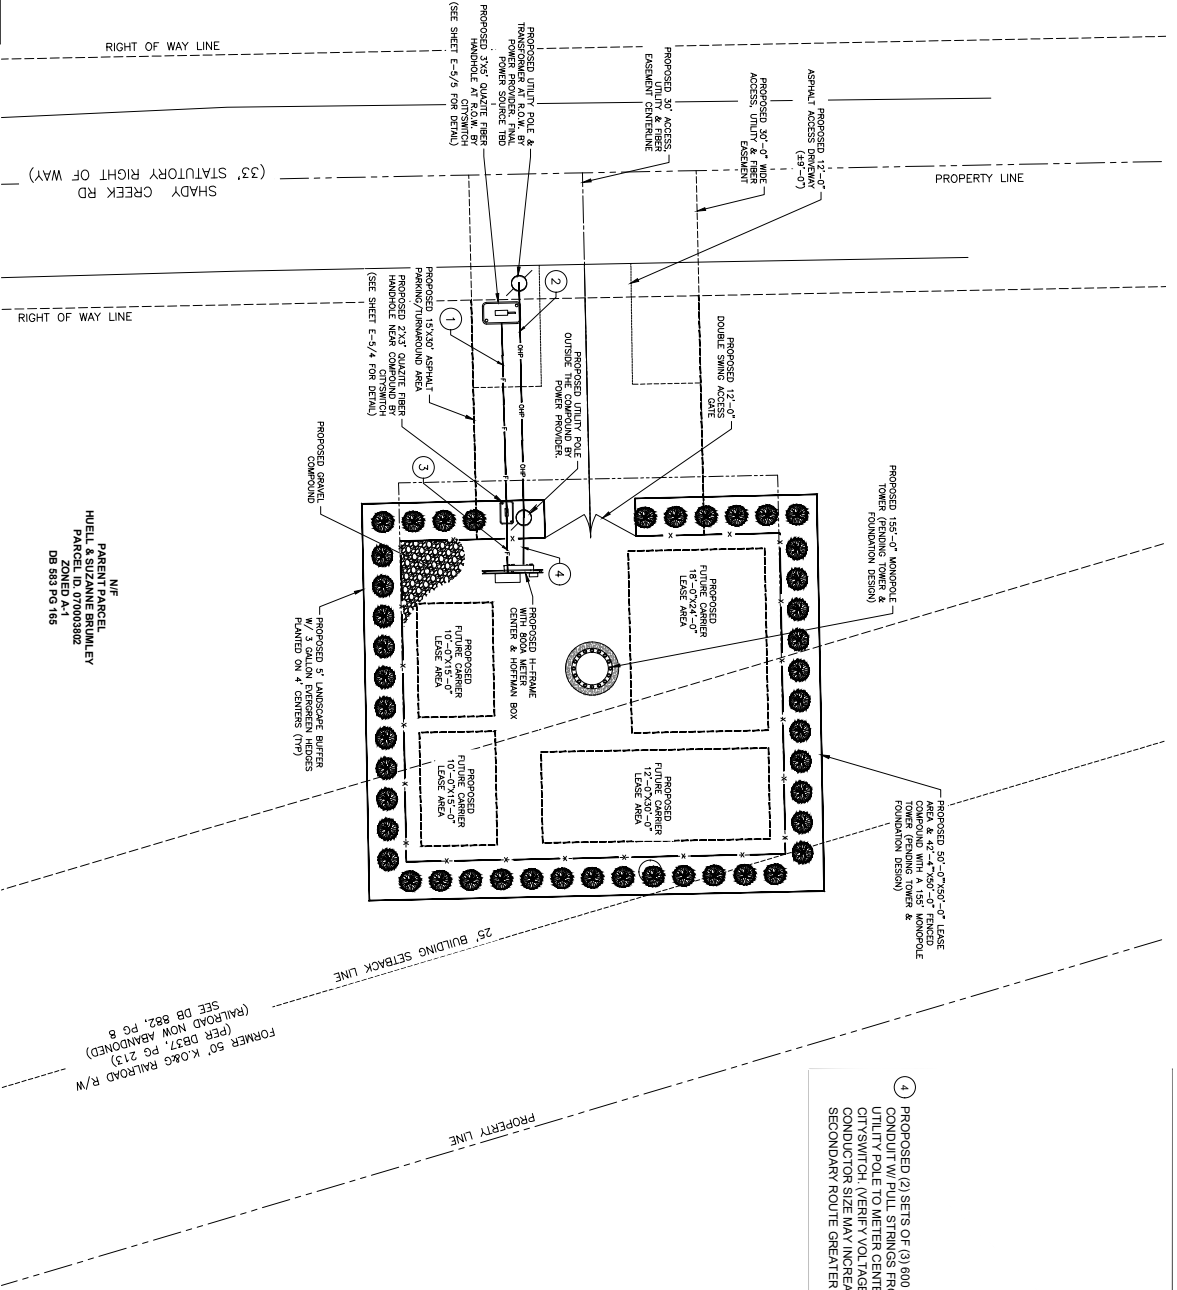 RIGHT OF WAY LINE
SHADY CREEK RD
(33' STATUTORY RIGHT OF WAY)
RIGHT OF WAY LINE
PROPERTY LINE
PROPOSED 3'X5' QUAZITE FIBER
HANDHOLE AT R.O.W. BY
CITYSWITCH
(SEE SHEET E-5/5 FOR DETAIL)
PROPOSED UTILITY POLE &
TRANSFORMER AT R.O.W. BY
POWER PROVIDER. FINAL
POWER SOURCE TBD
PROPOSED 30' ACCESS,
UTILITY & FIBER
EASEMENT CENTERLINE
PROPOSED 30'-0" WIDE
ACCESS, UTILITY & FIBER
EASEMENT
PROPOSED 12'-0"
ASPHALT ACCESS DRIVEWAY
(±9'-0")
1
2
PROPOSED 15'X30' ASPHALT
PARKING/TURNAROUND AREA
PROPOSED 2'X3' QUAZITE FIBER
HANDHOLE NEAR COMPOUND BY
CITYSWITCH
(SEE SHEET E-5/4 FOR DETAIL)
PROPOSED UTILITY POLE
OUTSIDE THE COMPOUND BY
POWER PROVIDER.
PROPOSED 12'-0"
DOUBLE SWING ACCESS
GATE
OHP
OHP
OHP
F
F
F
F
3
4
PROPOSED GRAVEL
COMPOUND
PROPOSED 155'-0" MONOPOLE
TOWER (PENDING TOWER &
FOUNDATION DESIGN)
PROPOSED H-FRAME
WITH 800A METER
CENTER & HOFFMAN BOX
PROPOSED
FUTURE CARRIER
18'-0"X24'-0"
LEASE AREA
PROPOSED
FUTURE CARRIER
10'-0"X15'-0"
LEASE AREA
PROPOSED
FUTURE CARRIER
10'-0"X15'-0"
LEASE AREA
PROPOSED
FUTURE CARRIER
12'-0"X30'-0"
LEASE AREA
PROPOSED 5' LANDSCAPE BUFFER
W/ 3 GALLON EVERGREEN HEDGES
PLANTED ON 4' CENTERS (TYP)
PROPOSED 50'-0"X50'-0" LEASE
AREA & 42'-4"X50'-0" FENCED
COMPOUND WITH A 155' MONOPOLE
TOWER (PENDING TOWER &
FOUNDATION DESIGN)
N/F
PARENT PARCEL
HUELL & SUZANNE BRUMLEY
PARCEL ID. 070003802
ZONED A-1
DB 583 PG 165
25' BUILDING SETBACK LINE
FORMER 50' K.O&G RAILROAD R/W
(PER DB37, PG 213)
(RAILROAD NOW ABANDONED)
SEE DB 882, PG 8
PROPERTY LINE
4
PROPOSED (2) SETS OF (3) 600
CONDUIT W/ PULL STRINGS FRO
UTILITY POLE TO METER CENTE
CITYSWITCH. (VERIFY VOLTAGE
CONDUCTOR SIZE MAY INCREA
SECONDARY ROUTE GREATER